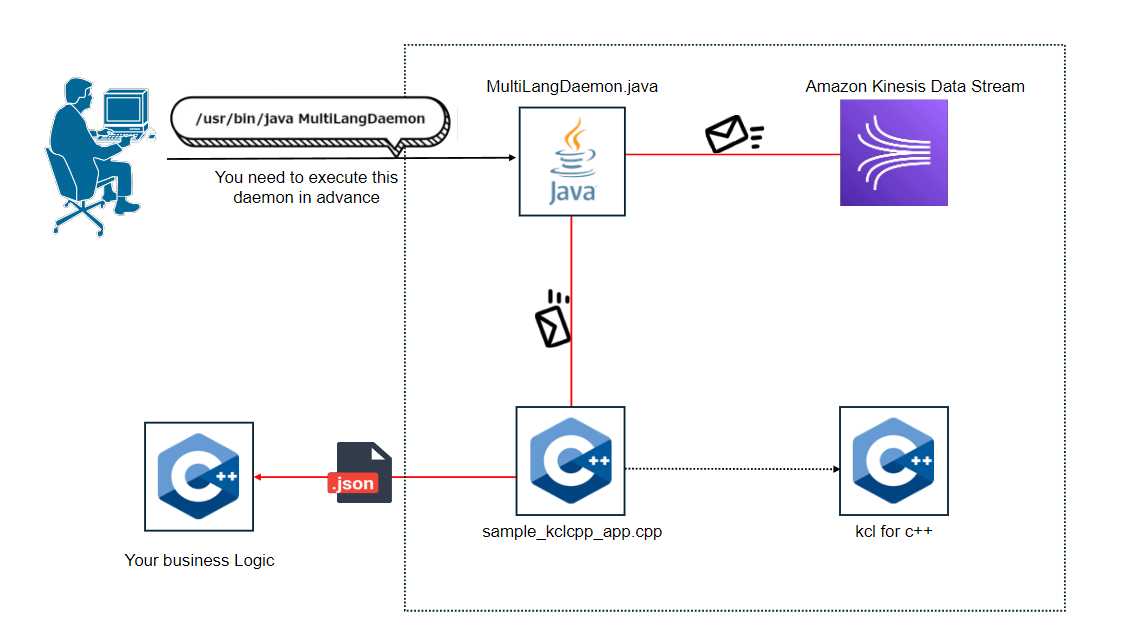 MultiLangDaemon.java
Amazon Kinesis Data Stream
/usr/bin/java MultiLangDaemon
You need to execute this
daemon in advance
Java
C++
.json
C++
C++
sample_kclcpp_app.cpp
kcl for c++
Your business Logic